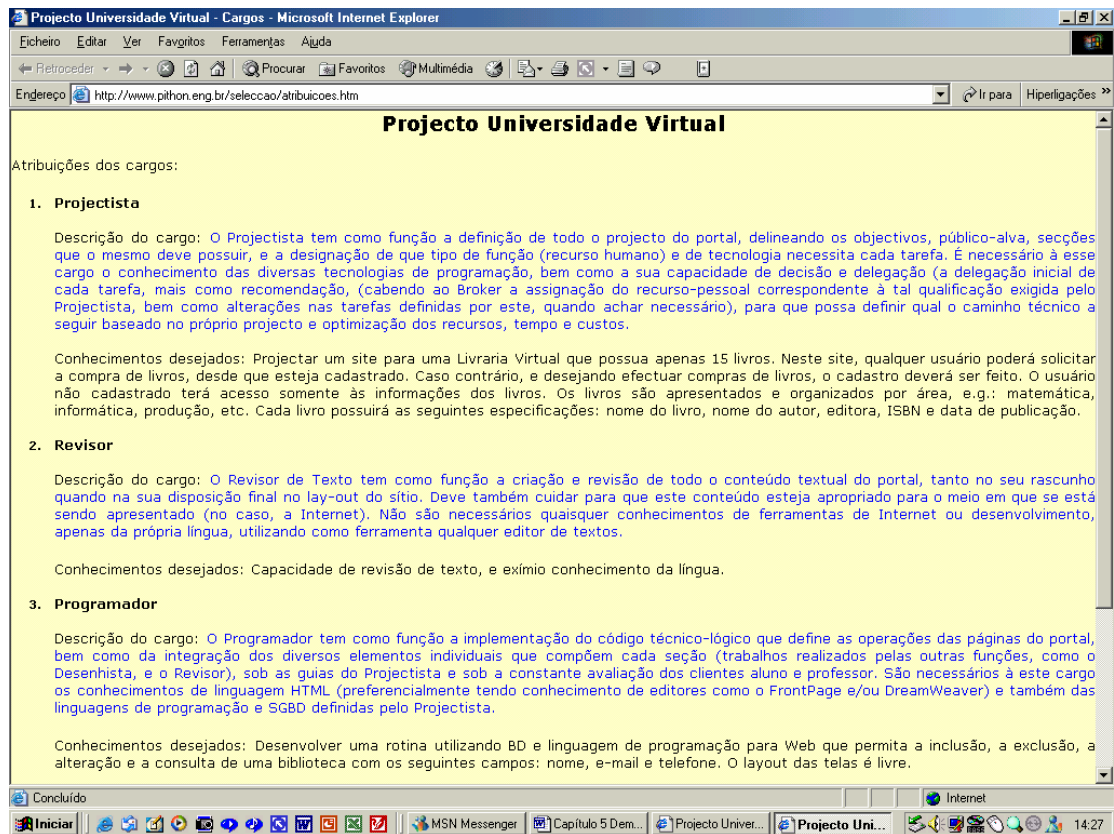 Projecto Universidade Virtual - Cargos - Microsoft Internet Explorer
Ficheiro Editar Ver Favoritos Ferramentas Ajuda
Retroceder Procurar Favoritos Multimédia
Endereço http://www.pithon.eng.br/seleccao/atribuicoes.htm Ir para Hiperligações »
Projecto Universidade Virtual
Atribuições dos cargos:
1. Projectista
Descrição do cargo: O Projectista tem como função a definição de todo o projecto do portal, delineando os objectivos, público-alva, secções
que o mesmo deve possuir, e a designação de que tipo de função (recurso humano) e de tecnologia necessita cada tarefa. É necessário à esse
cargo o conhecimento das diversas tecnologias de programação, bem como a sua capacidade de decisão e delegação (a delegação inicial de
cada tarefa, mais como recomendação, (cabendo ao Broker a assignação do recurso-pessoal correspondente à tal qualificação exigida pelo
Projectista, bem como alterações nas tarefas definidas por este, quando achar necessário), para que possa definir qual o caminho técnico a
seguir baseado no próprio projecto e optimização dos recursos, tempo e custos.
Conhecimentos desejados: Projectar um site para uma Livraria Virtual que possua apenas 15 livros. Neste site, qualquer usuário poderá solicitar
a compra de livros, desde que esteja cadastrado. Caso contrário, e desejando efectuar compras de livros, o cadastro deverá ser feito. O usuário
não cadastrado terá acesso somente às informações dos livros. Os livros são apresentados e organizados por área, e.g.: matemática,
informática, produção, etc. Cada livro possuirá as seguintes especificações: nome do livro, nome do autor, editora, ISBN e data de publicação.
2. Revisor
Descrição do cargo: O Revisor de Texto tem como função a criação e revisão de todo o conteúdo textual do portal, tanto no seu rascunho
quando na sua disposição final no lay-out do sítio. Deve também cuidar para que este conteúdo esteja apropriado para o meio em que se está
sendo apresentado (no caso, a Internet). Não são necessários quaisquer conhecimentos de ferramentas de Internet ou desenvolvimento,
apenas da própria língua, utilizando como ferramenta qualquer editor de textos.
Conhecimentos desejados: Capacidade de revisão de texto, e exímio conhecimento da língua.
3. Programador
Descrição do cargo: O Programador tem como função a implementação do código técnico-lógico que define as operações das páginas do portal,
bem como da integração dos diversos elementos individuais que compõem cada seção (trabalhos realizados pelas outras funções, como o
Desenhista, e o Revisor), sob as guias do Projectista e sob a constante avaliação dos clientes aluno e professor. São necessários à este cargo
os conhecimentos de linguagem HTML (preferencialmente tendo conhecimento de editores como o FrontPage e/ou DreamWeaver) e também das
linguagens de programação e SGBD definidas pelo Projectista.
Conhecimentos desejados: Desenvolver uma rotina utilizando BD e linguagem de programação para Web que permita a inclusão, a exclusão, a
alteração e a consulta de uma biblioteca com os seguintes campos: nome, e-mail e telefone. O layout das telas é livre.
Concluído Internet
Iniciar MSN Messenger Capítulo 5 Dem... Projecto Univer... Projecto Uni... 14:27